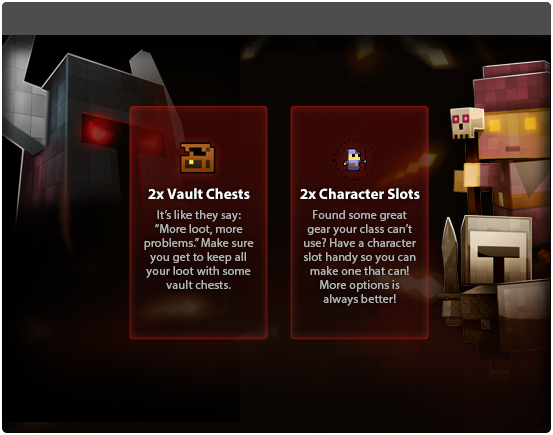 2x Vault Chests
It's like they say:
"More loot, more
problems." Make sure
you get to keep all
your loot with some
vault chests.
2x Character Slots
Found some great
gear your class can't
use? Have a character
slot handy so you can
make one that can!
More options is
always better!